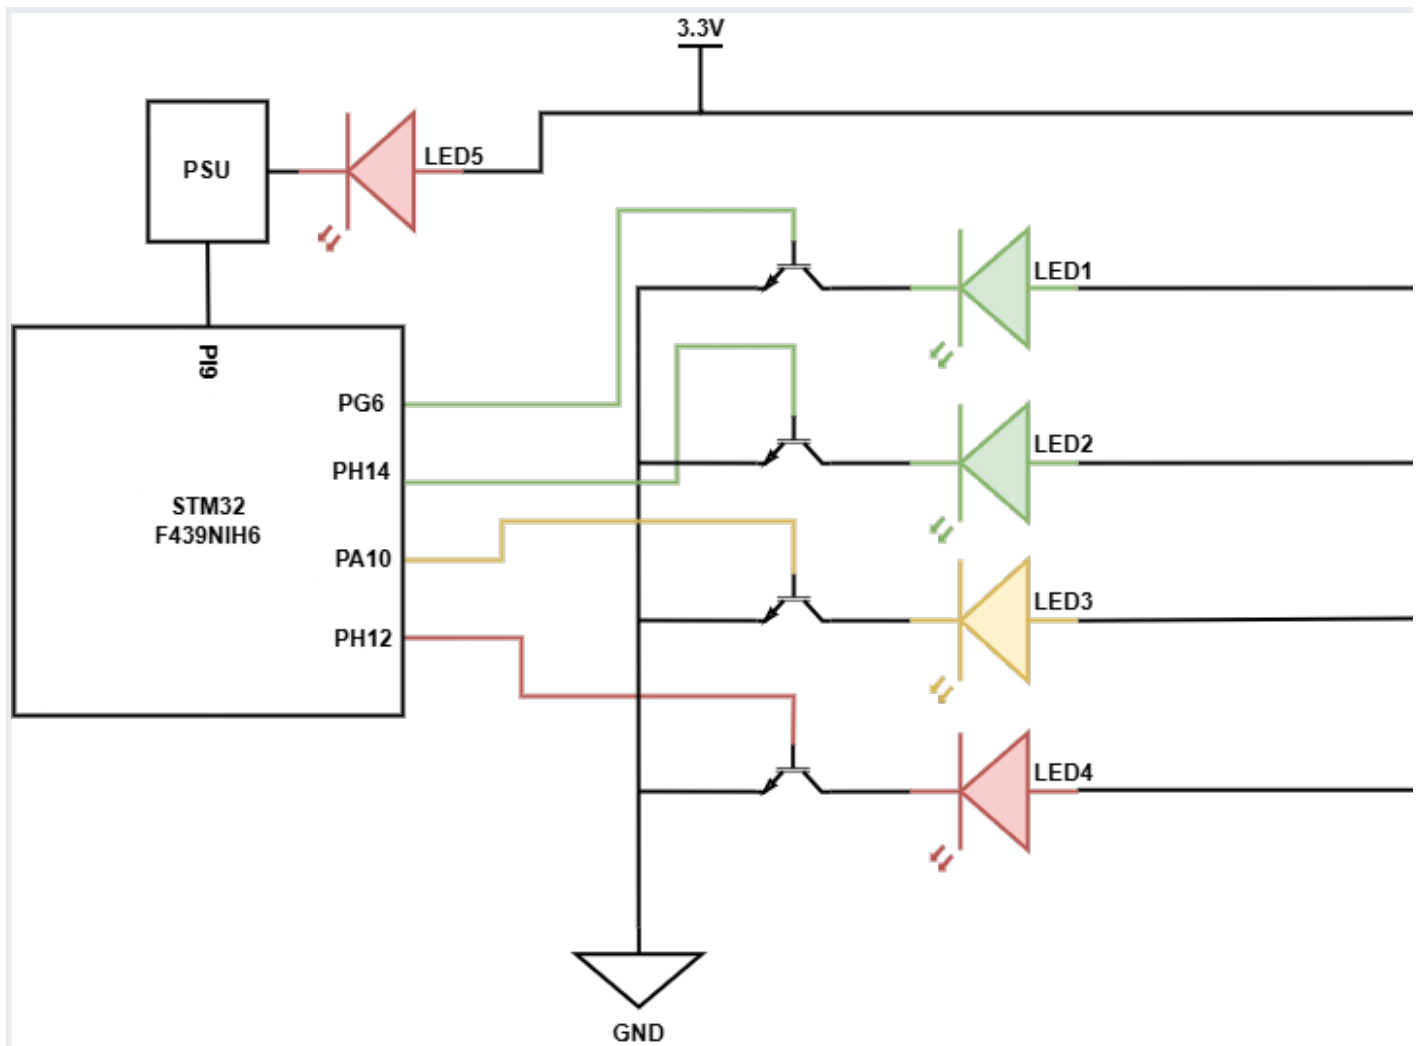 3.3V
PSU
LED5
LED1
PI9
PG6
LED2
PH14
STM32
F439NIH6
PA10
LED3
PH12
LED4
GND